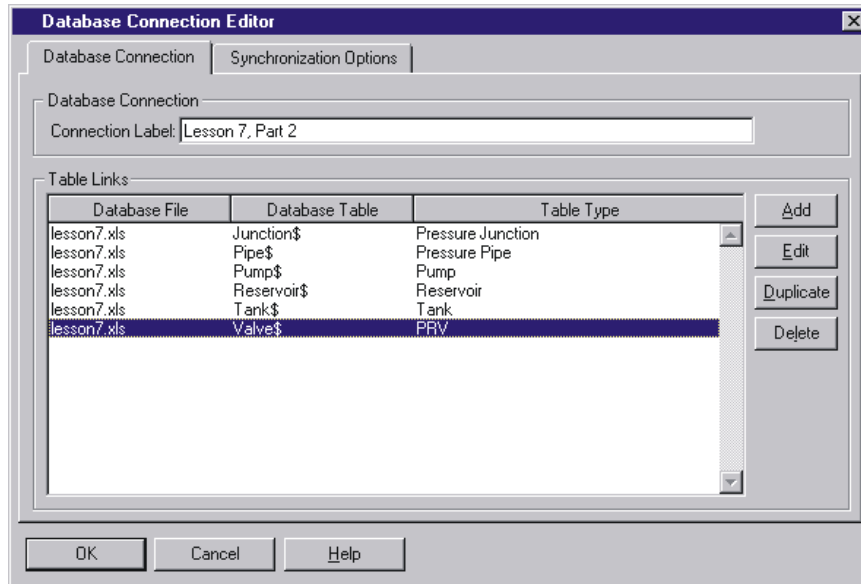 Database Connection Editor
Database Connection Synchronization Options
Database Connection
Connection Label: Lesson 7, Part 2
Table Links
Database File Database Table Table Type
lesson7.xls Junction$ Pressure Junction
lesson7.xls Pipe$ Pressure Pipe
lesson7.xls Pump$ Pump
lesson7.xls Reservoir$ Reservoir
lesson7.xls Tank$ Tank
lesson7.xls Valve$ PRV
Add
Edit
Duplicate
Delete
OK Cancel Help